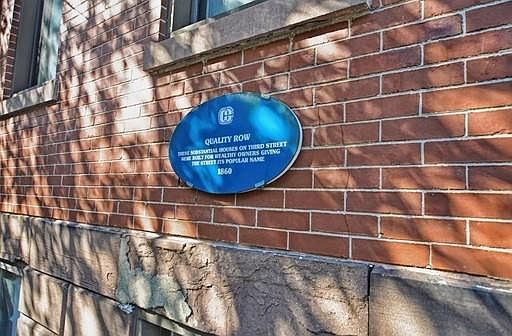 QUALITY ROW
THESE SUBSTANTIAL HOUSES ON THIRD STREET
WERE BUILT FOR WEALTHY OWNERS GIVING
THE STREET ITS POPULAR NAME
1860